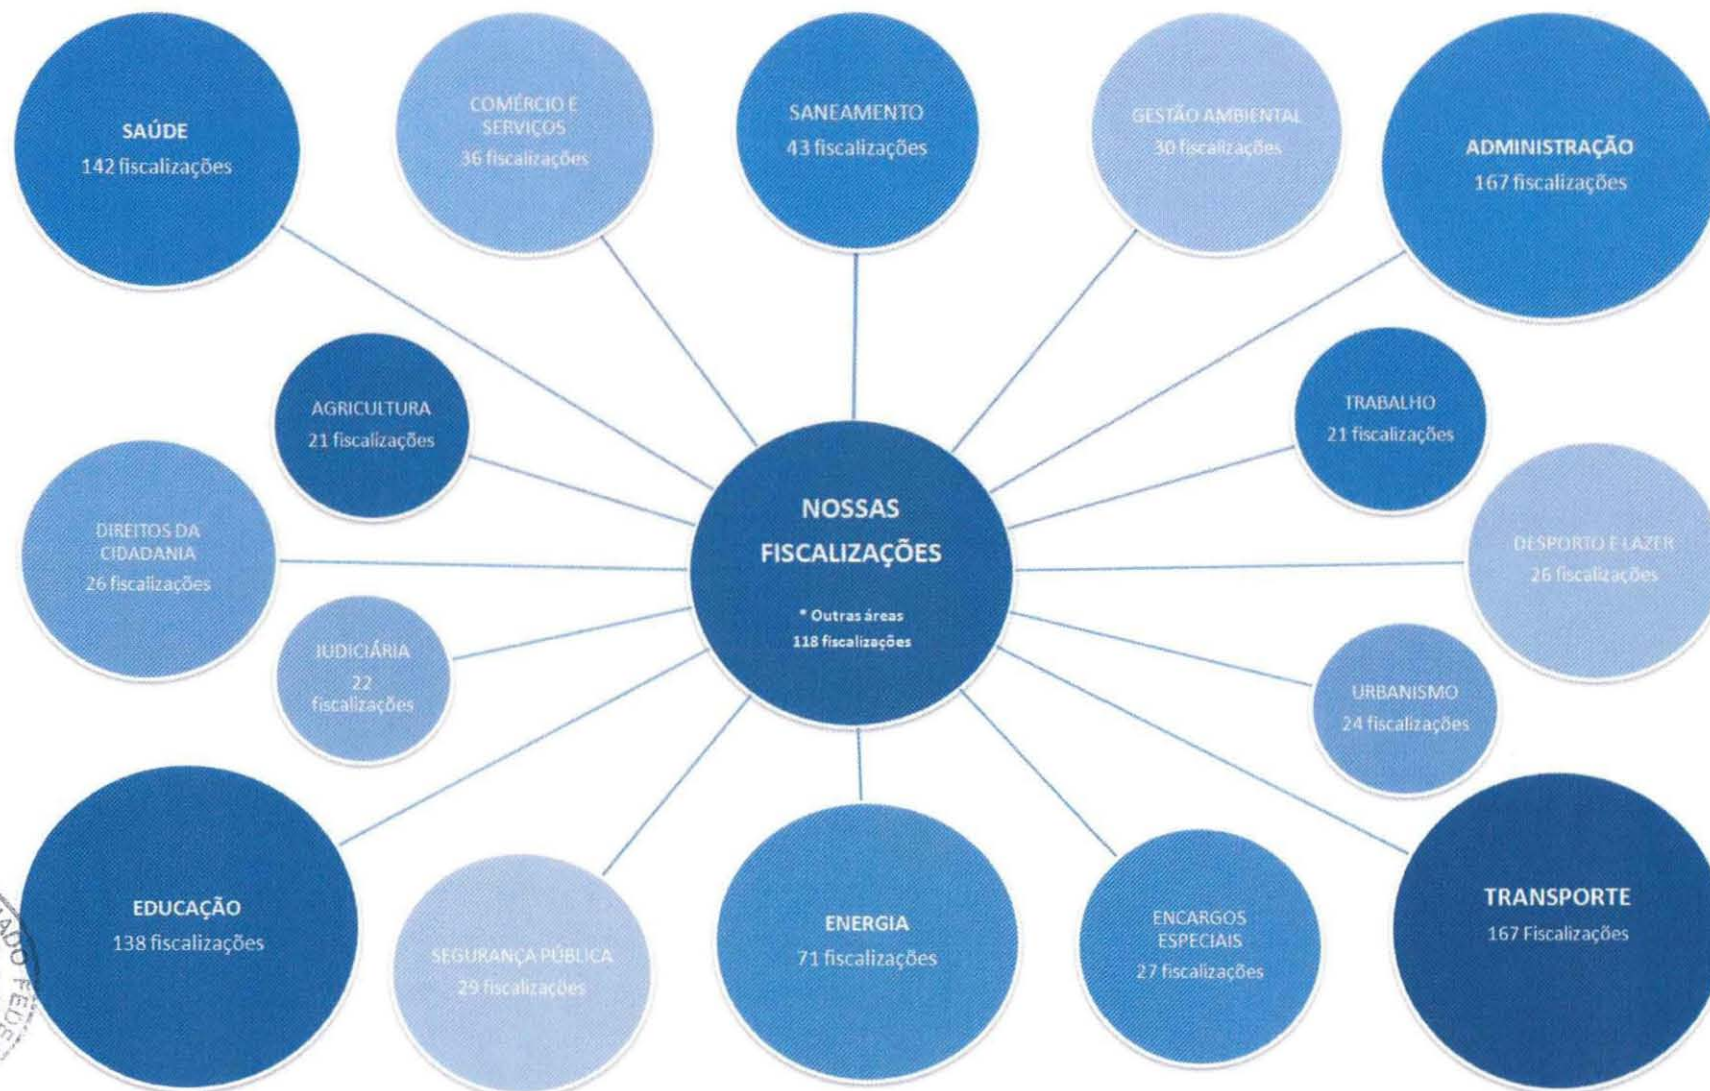 SAÚDE
142 fiscalizações
COMÉRCIO E
SERVIÇOS
36 fiscalizações
SANEAMENTO
43 fiscalizações
GESTÃO AMBIENTAL
30 fiscalizações
ADMINISTRAÇÃO
167 fiscalizações
AGRICULTURA
21 fiscalizações
TRABALHO
21 fiscalizações
NOSSAS
FISCALIZAÇÕES
* Outras áreas
118 fiscalizações
DIREITOS DA
CIDADANIA
26 fiscalizações
DESPORTO E LAZER
26 fiscalizações
JUDICIÁRIA
22
fiscalizações
URBANISMO
24 fiscalizações
EDUCAÇÃO
138 fiscalizações
SEGURANÇA PÚBLICA
29 fiscalizações
ENERGIA
71 fiscalizações
ENCARGOS
ESPECIAIS
27 fiscalizações
TRANSPORTE
167 Fiscalizações